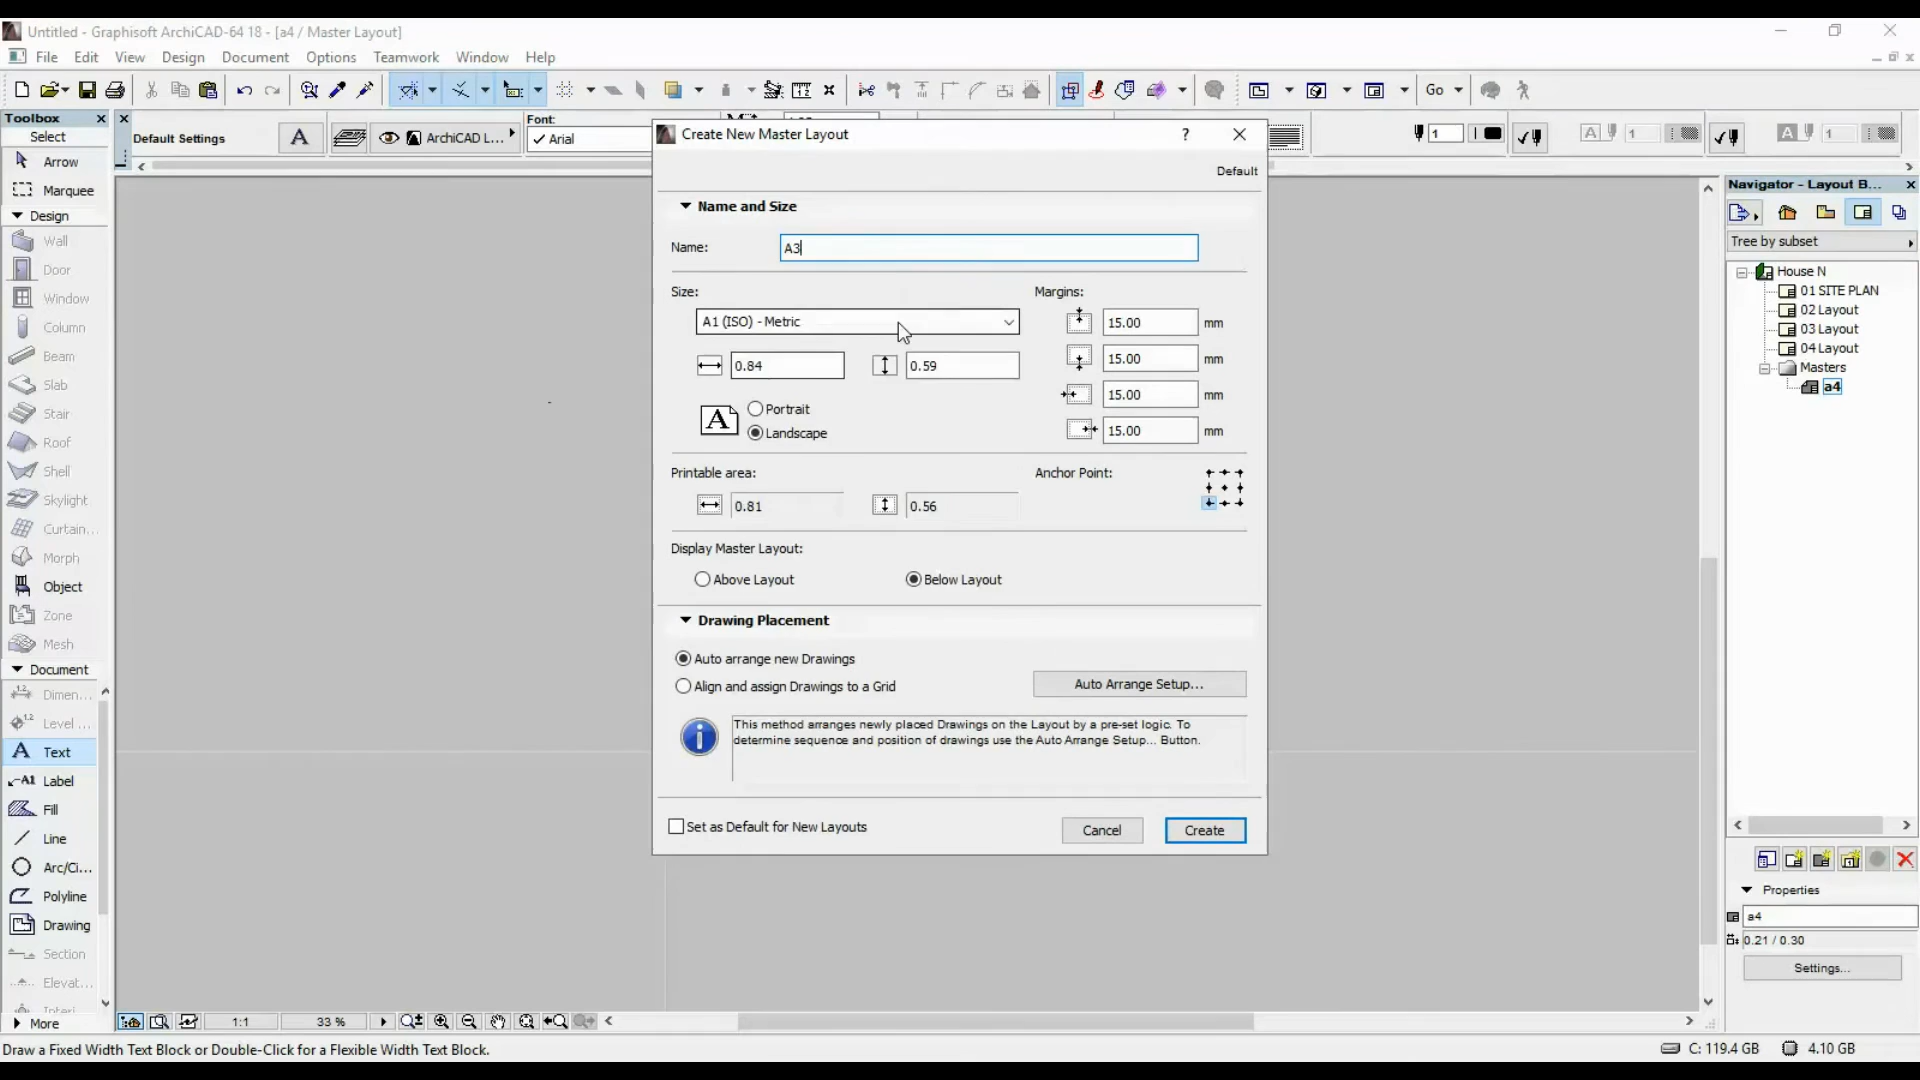 Untitled - Graphisoft ArchiCAD-64 18 - [a4 / Master Layout]
File Edit View Design Document Options Teamwork Window Help
Go
Toolbox
Select
Arrow
Marquee
Design
Wall
Door
Window
Column
Beam
Slab
Stair
Roof
Shell
Skylight
Curtain...
Morph
Object
Zone
Mesh
Document
Dimen...
Level ...
Text
Label
Fill
Line
Arc/Ci...
Polyline
Drawing
Section
Elevat...
More
Default Settings
ArchiCAD L...
Font:
Arial
1
1
1
Create New Master Layout
Default
Name and Size
Name:
A3
Size:
A1 (ISO) - Metric
0.84
0.59
Portrait
Landscape
Margins:
15.00 mm
15.00 mm
15.00 mm
15.00 mm
Printable area:
0.81
0.56
Anchor Point:
Display Master Layout:
Above Layout
Below Layout
Drawing Placement
Auto arrange new Drawings
Align and assign Drawings to a Grid
Auto Arrange Setup...
This method arranges newly placed Drawings on the Layout by a pre-set logic. To
determine sequence and position of drawings use the Auto Arrange Setup... Button.
Set as Default for New Layouts
Cancel
Create
Navigator - Layout B...
Tree by subset
House N
01 SITE PLAN
02 Layout
03 Layout
04 Layout
Masters
a4
Properties
a4
0.21 / 0.30
Settings...
1:1
33 %
Draw a Fixed Width Text Block or Double-Click for a Flexible Width Text Block.
C: 119.4 GB
4.10 GB